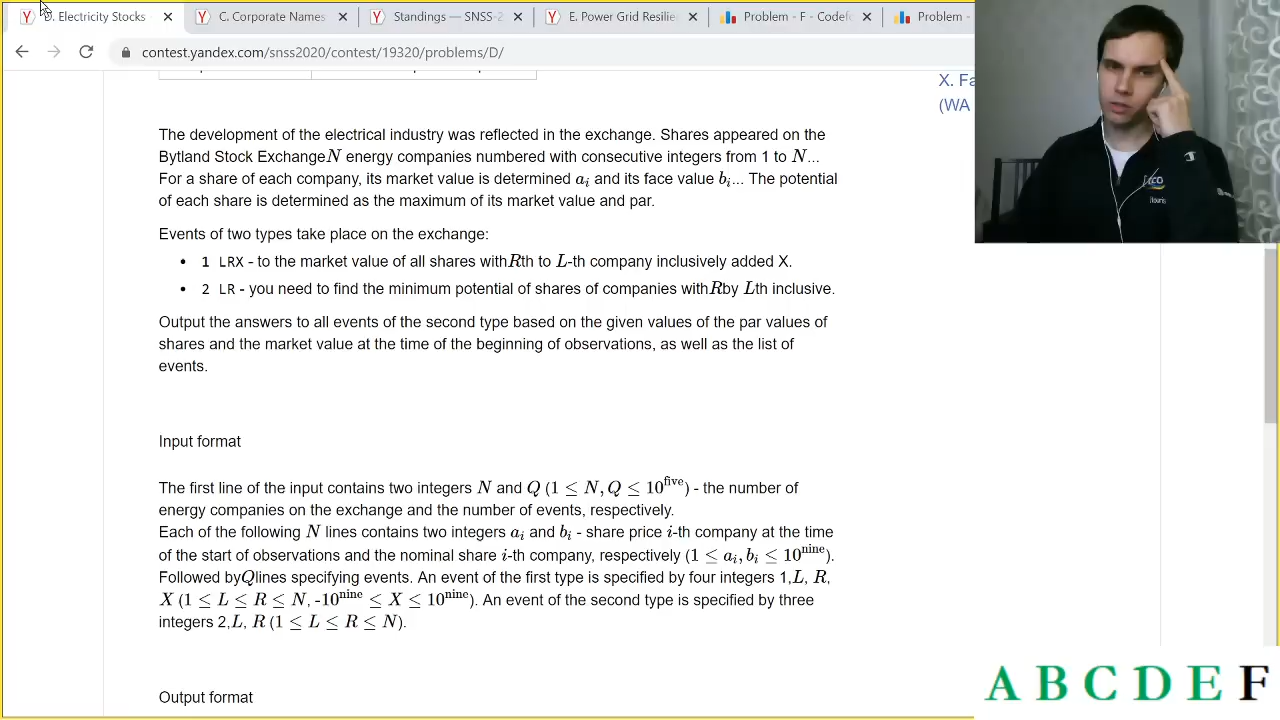 D. Electricity Stocks
C. Corporate Names
Standings — SNSS-2
E. Power Grid Resilie
Problem - F - Codef
Problem -
contest.yandex.com/snss2020/contest/19320/problems/D/
X. Fa
(WA
The development of the electrical industry was reflected in the exchange. Shares appeared on the
Bytland Stock ExchangeN energy companies numbered with consecutive integers from 1 to N...
For a share of each company, its market value is determined a_i and its face value b_i... The potential
of each share is determined as the maximum of its market value and par.
Events of two types take place on the exchange:
• 1 LRX - to the market value of all shares withRth to L-th company inclusively added X.
• 2 LR - you need to find the minimum potential of shares of companies withRby Lth inclusive.
Output the answers to all events of the second type based on the given values of the par values of
shares and the market value at the time of the beginning of observations, as well as the list of
events.
Input format
The first line of the input contains two integers N and Q (1 ≤ N, Q ≤ 10^five) - the number of
energy companies on the exchange and the number of events, respectively.
Each of the following N lines contains two integers a_i and b_i - share price i-th company at the time
of the start of observations and the nominal share i-th company, respectively (1 ≤ a_i, b_i ≤ 10^nine).
Followed byQlines specifying events. An event of the first type is specified by four integers 1,L, R,
X (1 ≤ L ≤ R ≤ N, -10^nine ≤ X ≤ 10^nine). An event of the second type is specified by three
integers 2,L, R (1 ≤ L ≤ R ≤ N).
Output format
A B C D E F